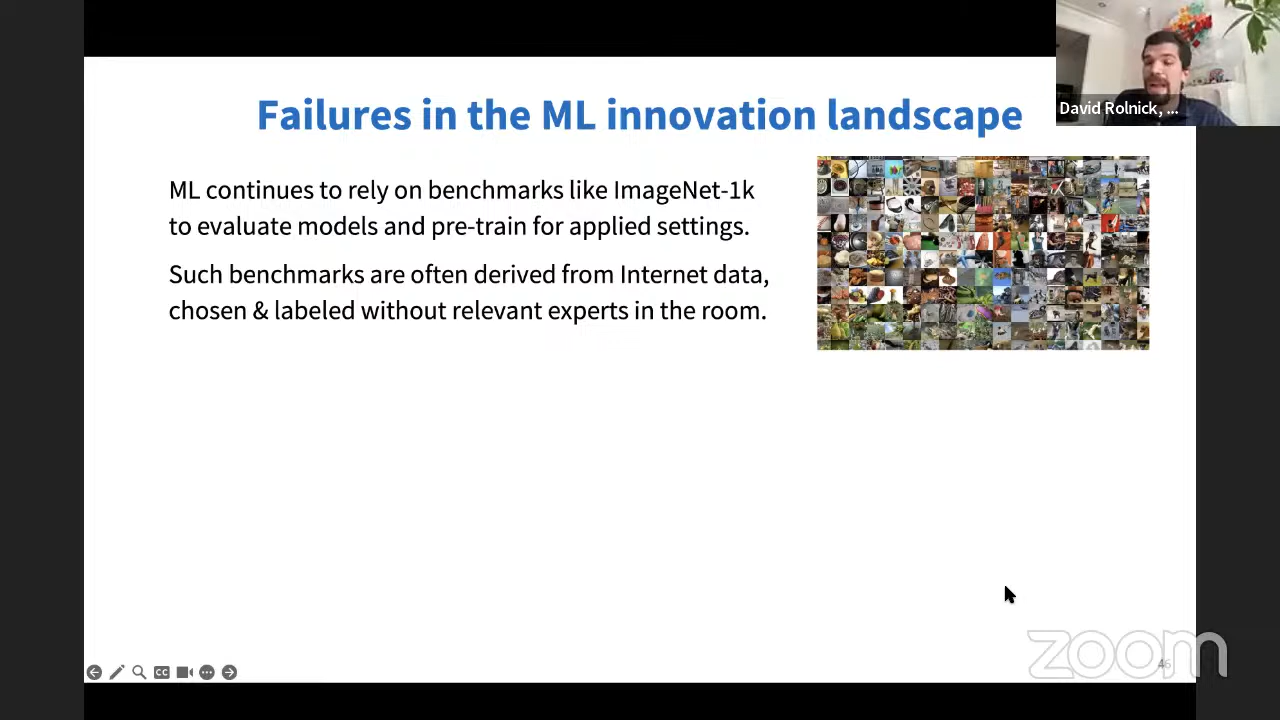 Failures in the ML innovation landscape
David Rolnick, ...
ML continues to rely on benchmarks like ImageNet-1k
to evaluate models and pre-train for applied settings.
Such benchmarks are often derived from Internet data,
chosen & labeled without relevant experts in the room.
CC
zoom
46